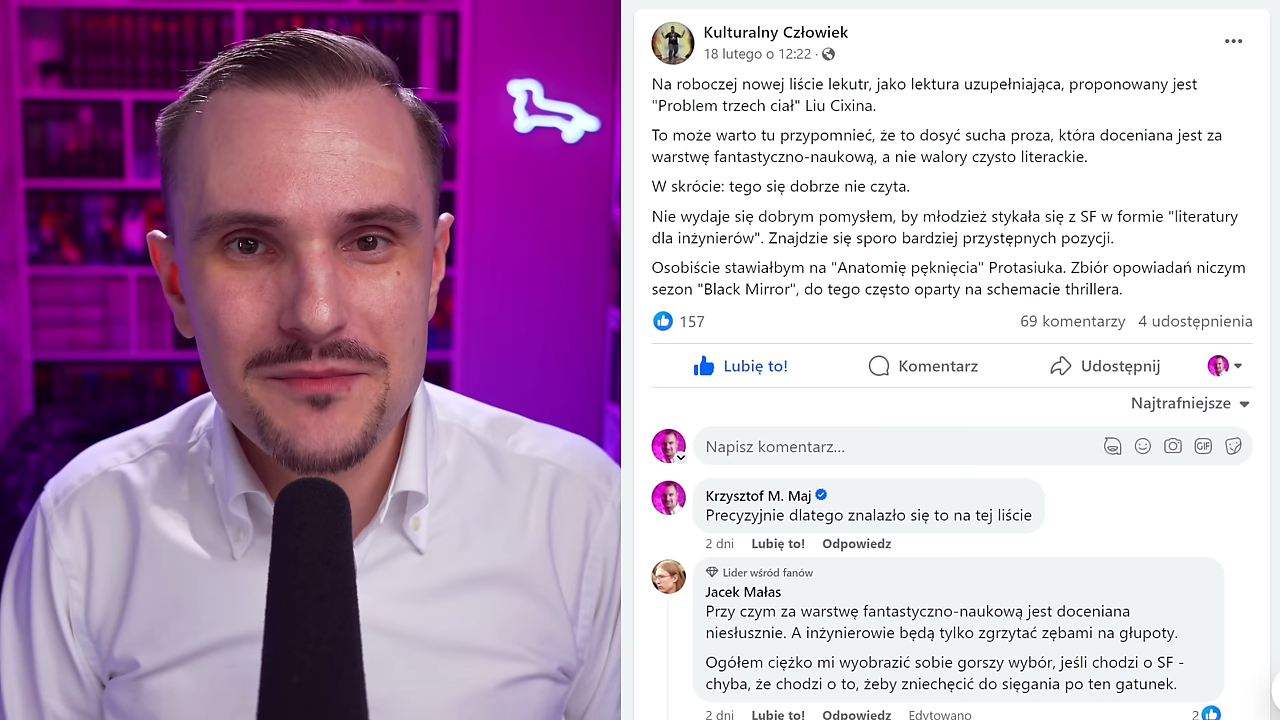 Kulturalny Człowiek
18 lutego o 12:22 ·
Na roboczej nowej liście lekutr, jako lektura uzupełniająca, proponowany jest
"Problem trzech ciał" Liu Cixina.
To może warto tu przypomnieć, że to dosyć sucha proza, która doceniana jest za
warstwę fantastyczno-naukową, a nie walory czysto literackie.
W skrócie: tego się dobrze nie czyta.
Nie wydaje się dobrym pomysłem, by młodzież stykała się z SF w formie "literatury
dla inżynierów". Znajdzie się sporo bardziej przystępnych pozycji.
Osobiście stawiałbym na "Anatomię pęknięcia" Protasiuka. Zbiór opowiadań niczym
sezon "Black Mirror", do tego często oparty na schemacie thrillera.
157 69 komentarzy 4 udostępnienia
Lubię to! Komentarz Udostępnij
Najtrafniejsze
Napisz komentarz... GIF
Krzysztof M. Maj
Precyzyjnie dlatego znalazło się to na tej liście
2 dni Lubię to! Odpowiedz
Lider wśród fanów
Jacek Małas
Przy czym za warstwę fantastyczno-naukową jest doceniana
niesłusznie. A inżynierowie będą tylko zgrzytać zębami na głupoty.
Ogółem ciężko mi wyobrazić sobie gorszy wybór, jeśli chodzi o SF -
chyba, że chodzi o to, żeby zniechęcić do sięgania po ten gatunek.
2 dni Lubię to! Odpowiedz Edytowano 2